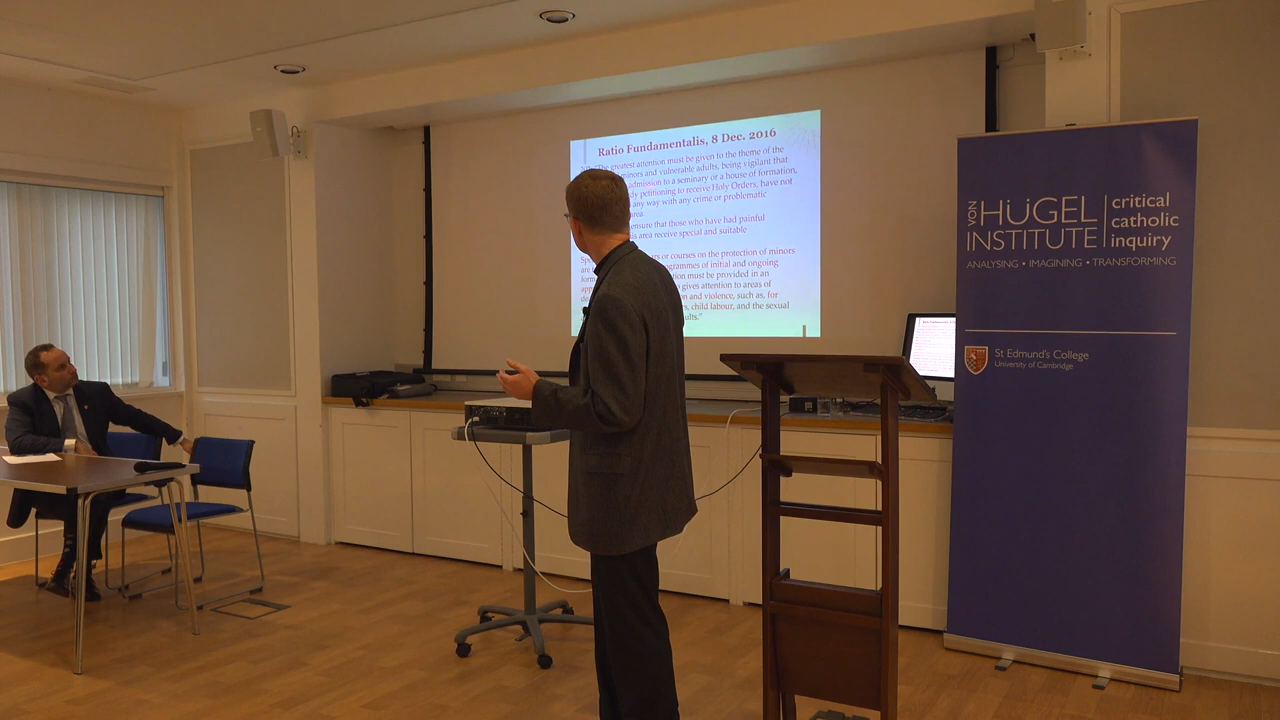 Ratio Fundamentalis, 8 Dec. 2016
"The greatest attention must be given to the theme of the
minors and vulnerable adults, being vigilant that
admission to a seminary or a house of formation,
petitioning to receive Holy Orders, have not
any way with any crime or problematic
area.
ensure that those who have had painful
area receive special and suitable
or courses on the protection of minors
are programmes of initial and ongoing
must be provided in an
gives attention to areas of
and violence, such as, for
child labour, and the sexual
VON HÜGEL INSTITUTE
critical catholic inquiry
ANALYSING • IMAGINING • TRANSFORMING
St Edmund's College
University of Cambridge